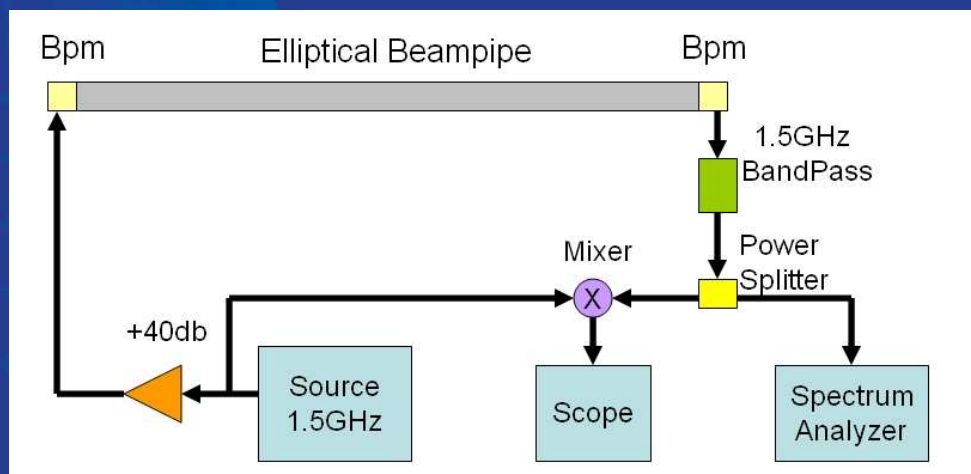 Bpm
Elliptical Beampipe
Bpm
1.5GHz
BandPass
Power
Splitter
Mixer
X
+40db
Source
1.5GHz
Scope
Spectrum
Analyzer